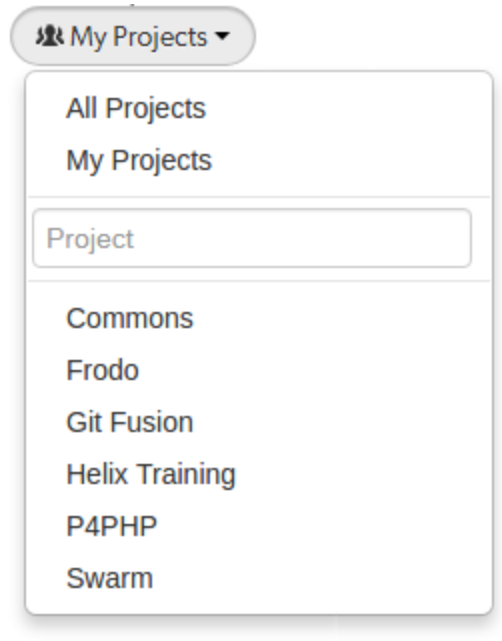 My Projects
All Projects
My Projects
Project
Commons
Frodo
Git Fusion
Helix Training
P4PHP
Swarm